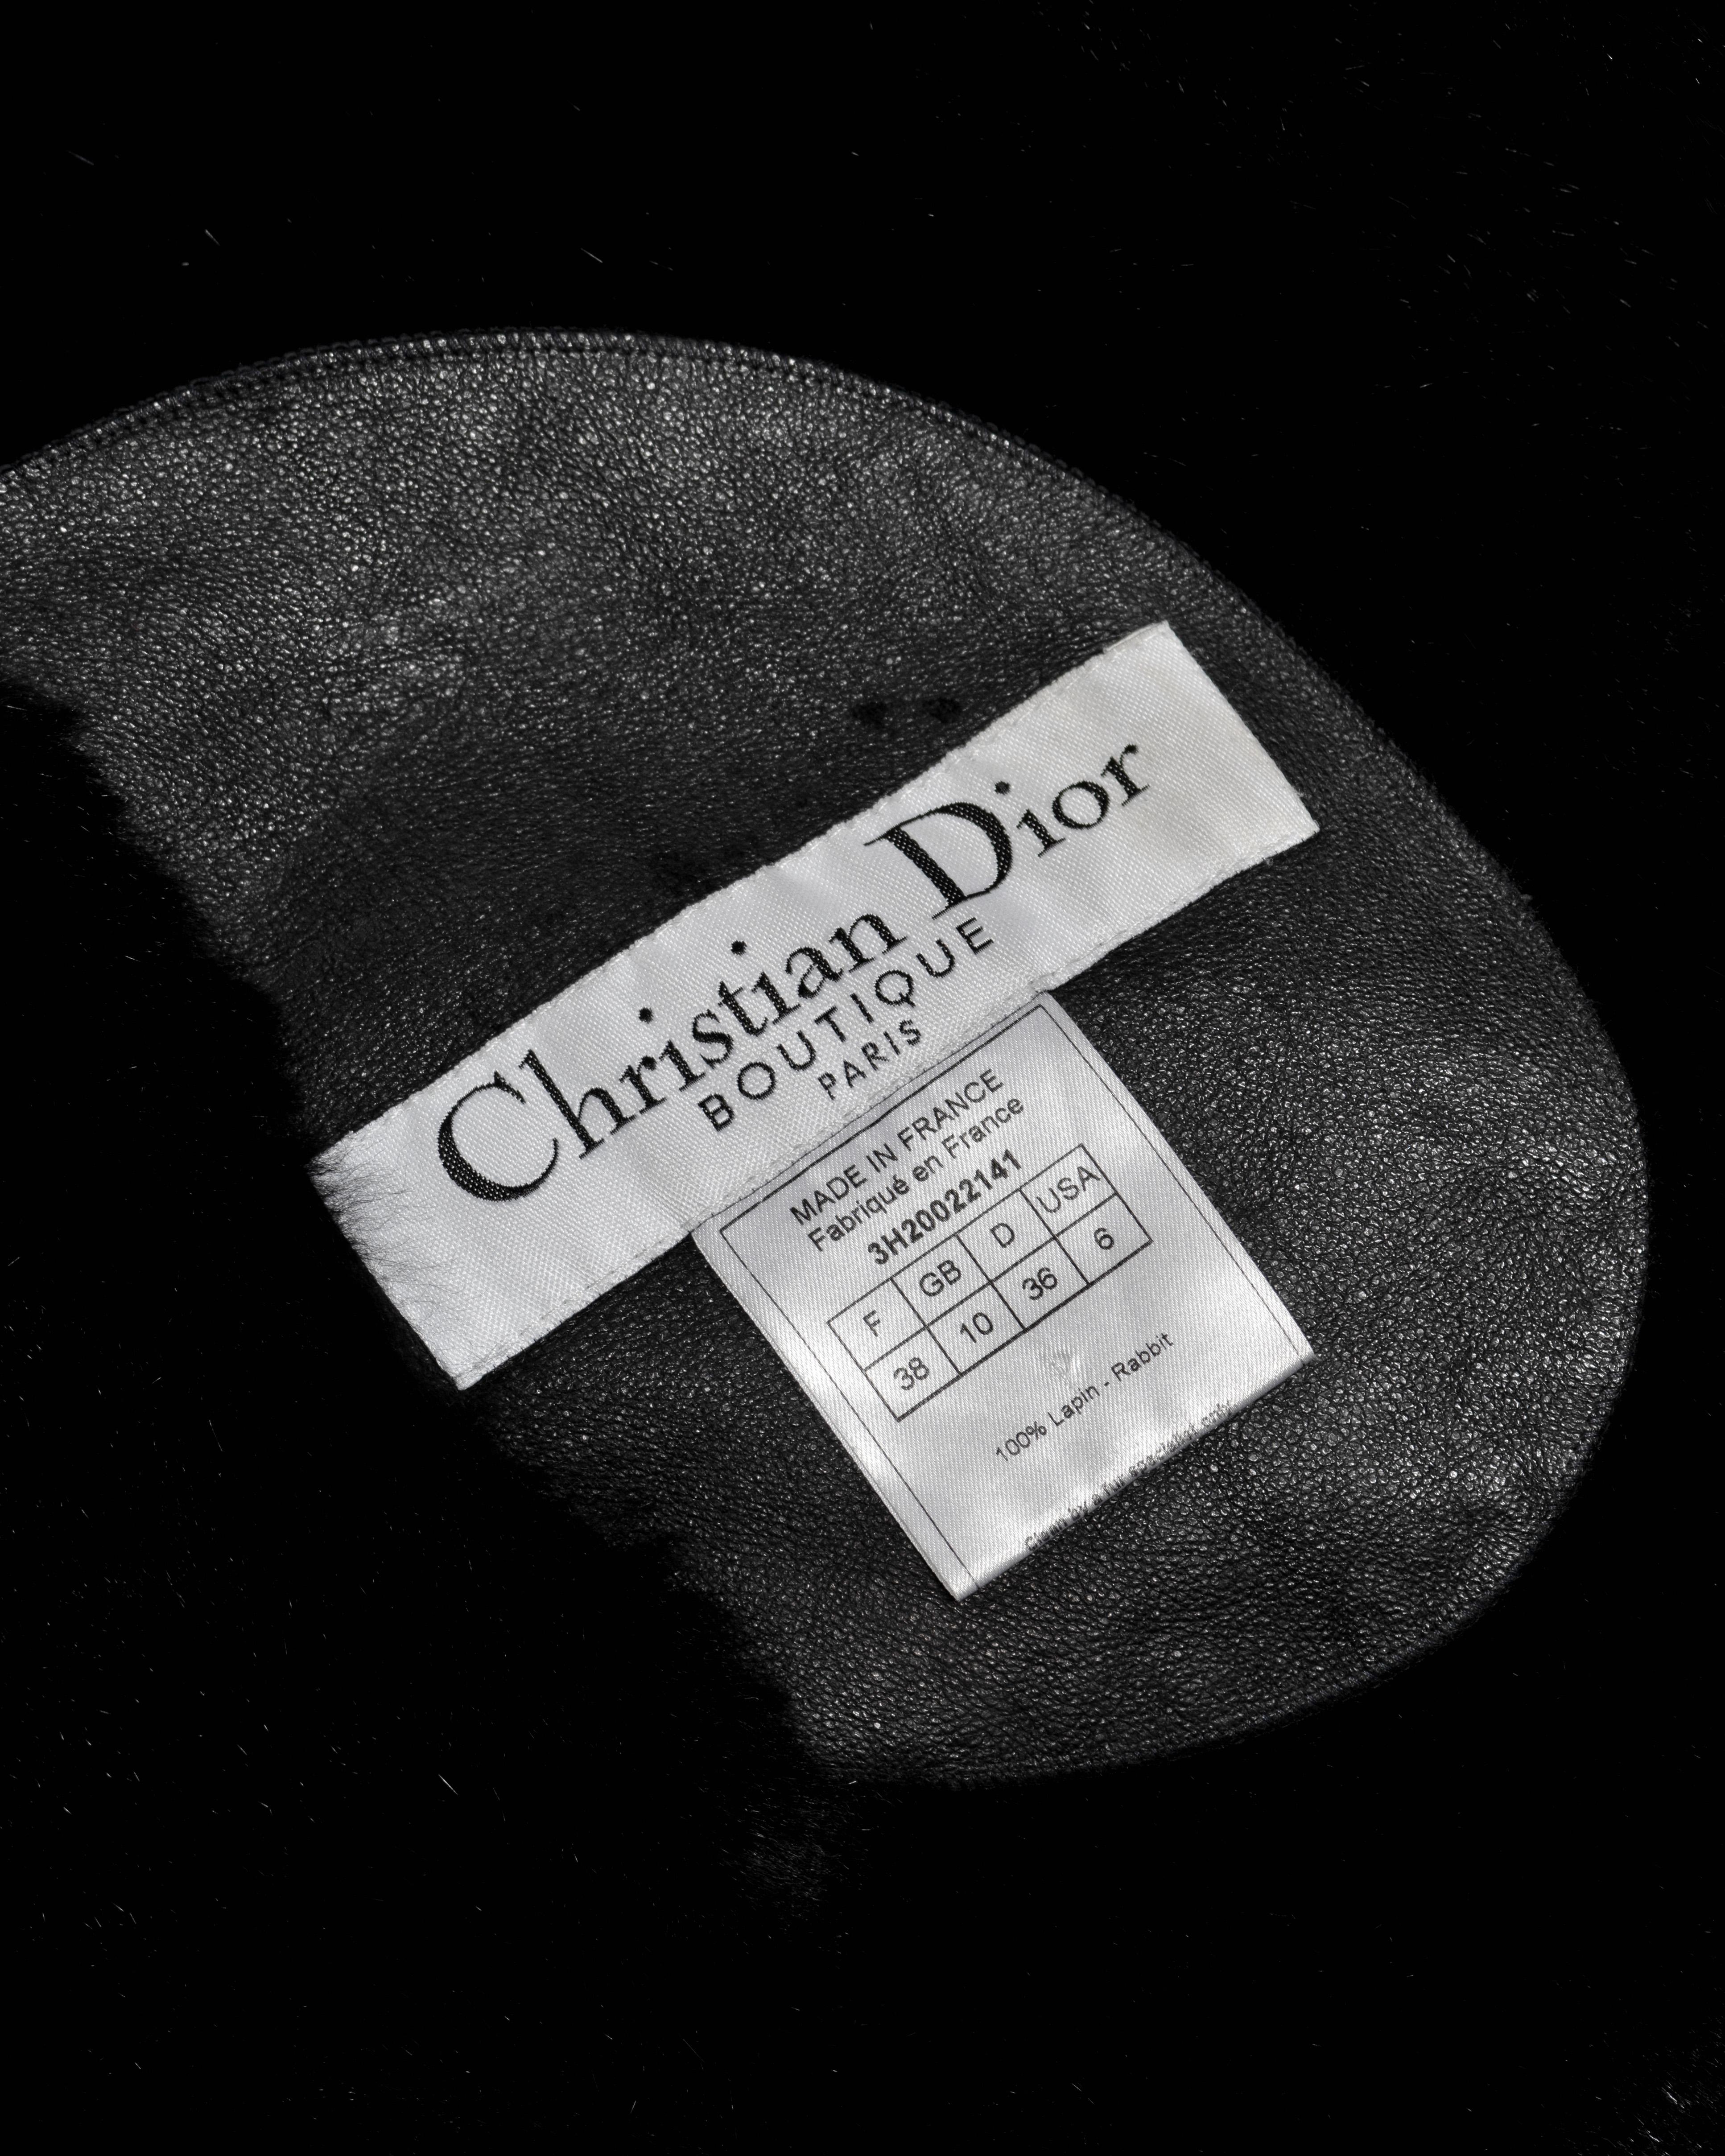 Christian Dior
BOUTIQUE
PARIS
MADE IN FRANCE
Fabriqué en France
3H20022141
F GB D USA
38 10 36 6
100% Lapin - Rabbit